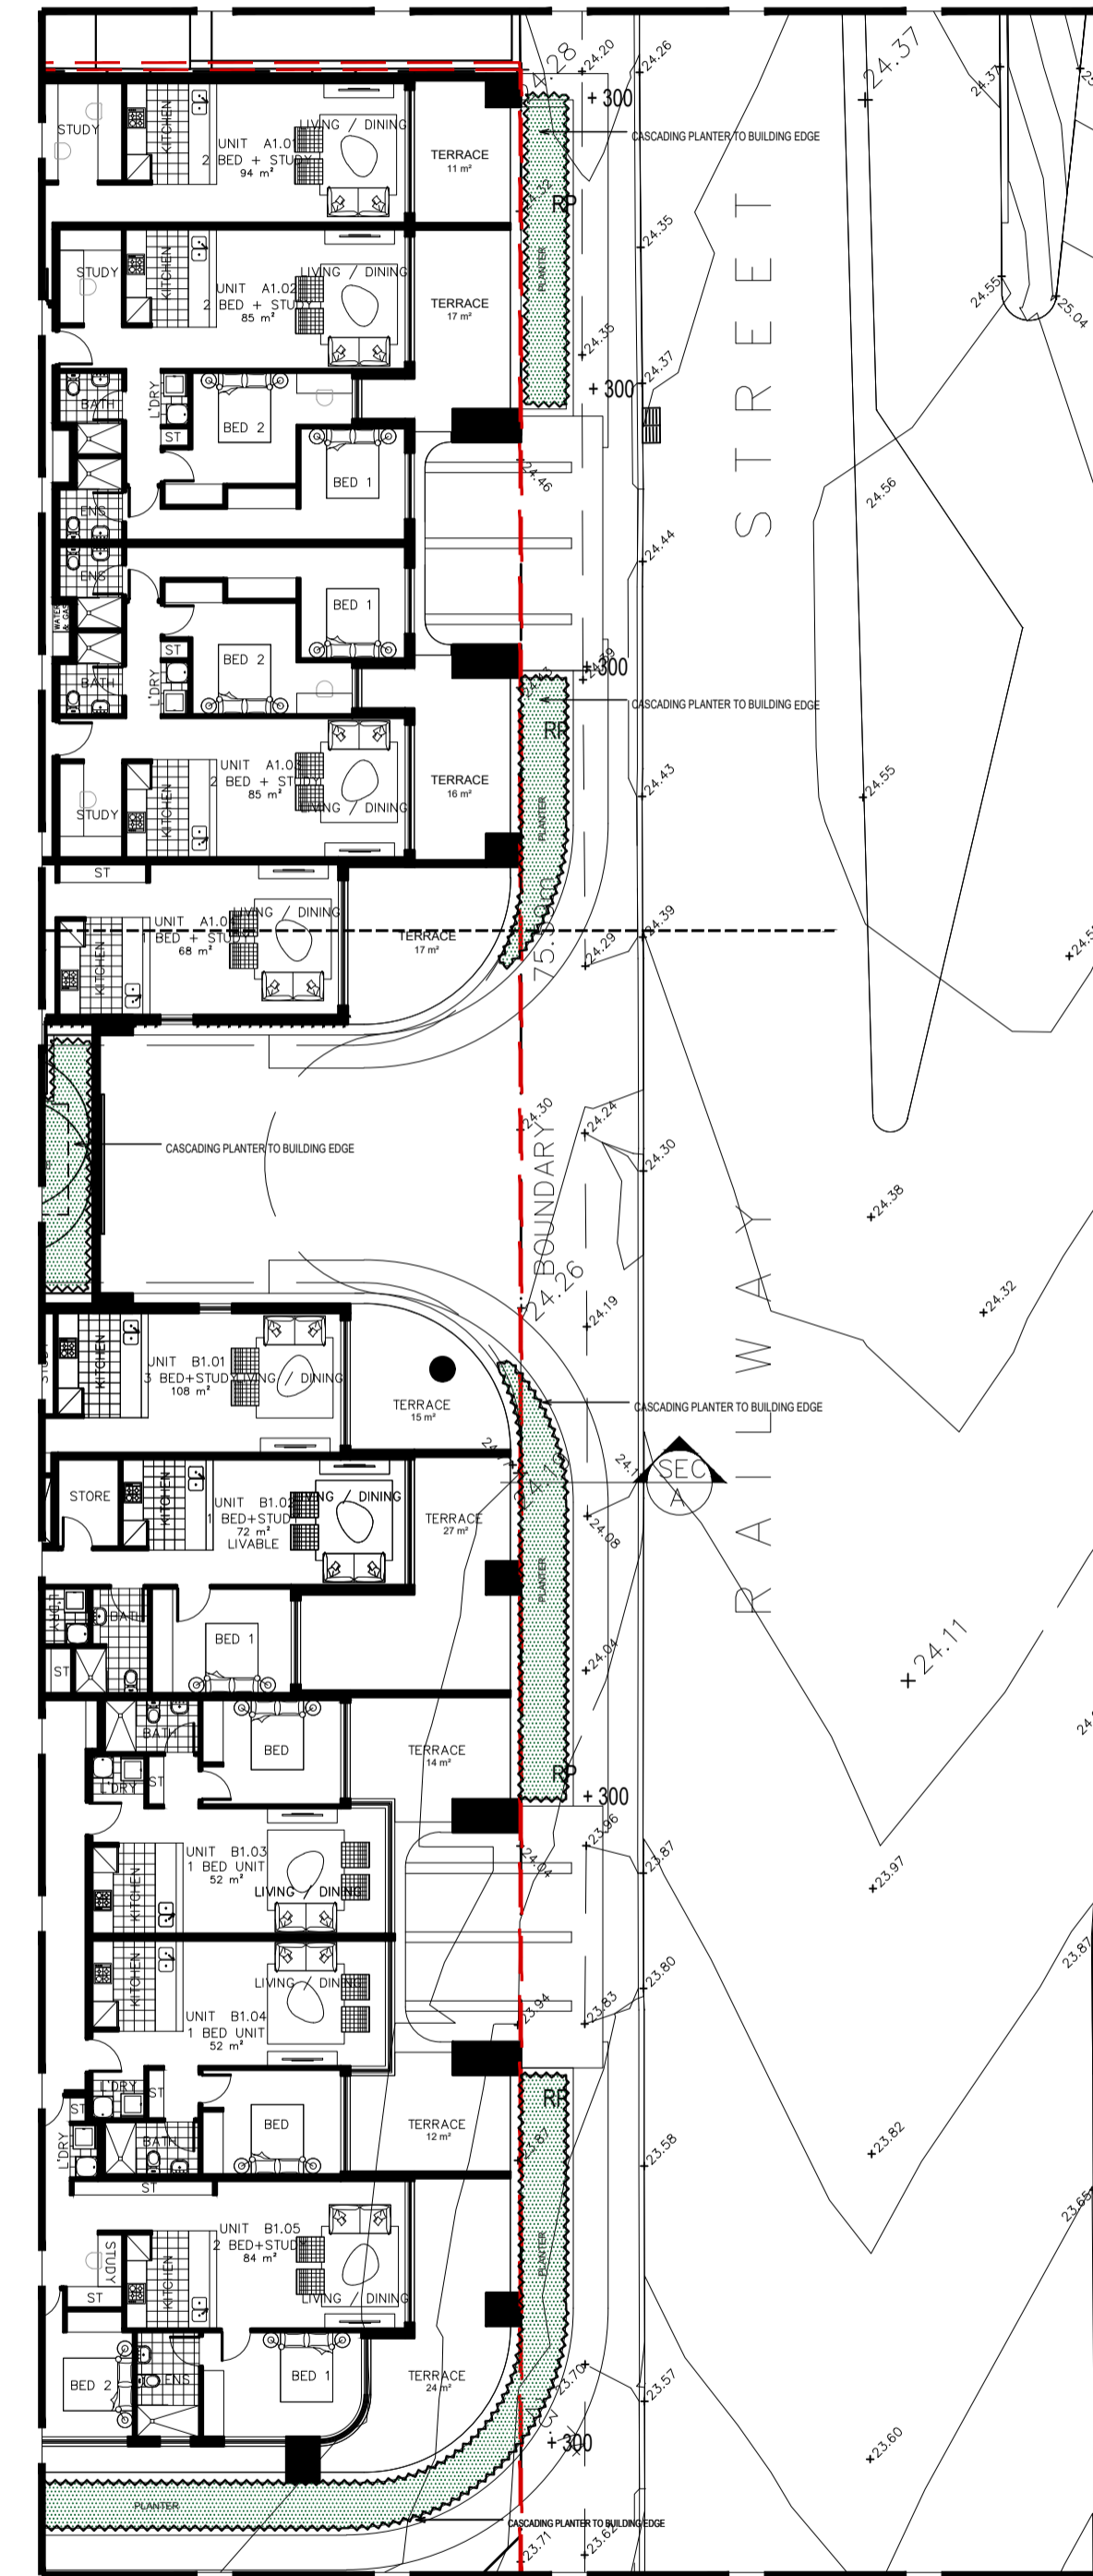 24.20
24.26
24.37
24.37
4.28
+ 300
STUDY
KITCHEN
LIVING / DINING
UNIT A1.01
2 BED + STUDY
94 m²
TERRACE
11 m²
CASCADING PLANTER TO BUILDING EDGE
RP
PLANTER
24.35
STREET
STUDY
KITCHEN
LIVING / DINING
UNIT A1.02
2 BED + STUDY
85 m²
TERRACE
17 m²
24.55
25.04
24.35
24.37
+ 300
BATH
L'DRY
ST
BED 2
BED 1
24.46
24.56
ENS
24.44
ENS
WATER & GAS
BED 1
BED 2
ST
BATH
L'DRY
+ 300
CASCADING PLANTER TO BUILDING EDGE
RP
UNIT A1.0
2 BED + STUDY
85 m²
LIVING / DINING
STUDY
KITCHEN
TERRACE
16 m²
PLANTER
24.43
24.55
ST
UNIT A1.0
1 BED + STUDY
68 m²
LIVING / DINING
KITCHEN
TERRACE
17 m²
24.39
24.29
24.30
24.24
24.30
CASCADING PLANTER TO BUILDING EDGE
BOUNDARY
24.38
24.26
24.19
24.32
RAILWAY
STUDY
KITCHEN
UNIT B1.01
3 BED+STUDY
108 m²
LIVING / DINING
TERRACE
15 m²
CASCADING PLANTER TO BUILDING EDGE
SEC
A
STORE
KITCHEN
UNIT B1.02
1 BED+STUDY
72 m²
LIVABLE
LIVING / DINING
TERRACE
27 m²
24.08
PLANTER
L'DRY
BATH
BED 1
ST
24.04
24.11
BATH
BED
TERRACE
14 m²
L'DRY
ST
RP
+ 300
23.96
24.04
23.87
UNIT B1.03
1 BED UNIT
52 m²
KITCHEN
LIVING / DINING
23.97
23.87
KITCHEN
LIVING / DINING
UNIT B1.04
1 BED UNIT
52 m²
23.80
23.94
23.83
L'DRY
ST
ST
RP
BED
BATH
L'DRY
TERRACE
12 m²
23.87
23.58
23.82
ST
UNIT B1.05
2 BED+STUDY
84 m²
STUDY
KITCHEN
LIVING / DINING
PLANTER
23.65
ST
BED 2
ENS
BED 1
TERRACE
24 m²
23.70
23.57
+ 300
23.60
PLANTER
CASCADING PLANTER TO BUILDING EDGE
23.71
23.62